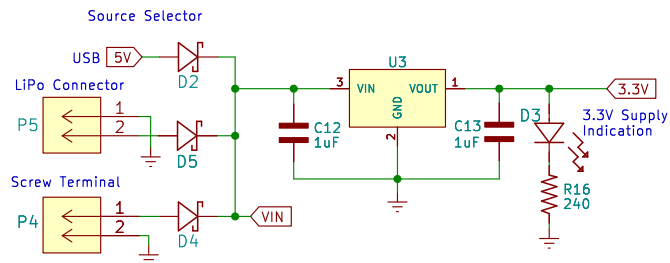 Source Selector
USB 5V
D2
LiPo Connector
P5
1
2
D5
Screw Terminal
P4
1
2
D4
VIN
U3
3 VIN VOUT 1
GND
2
C12
1uF
C13
1uF
3.3V
D3
3.3V Supply
Indication
R16
240